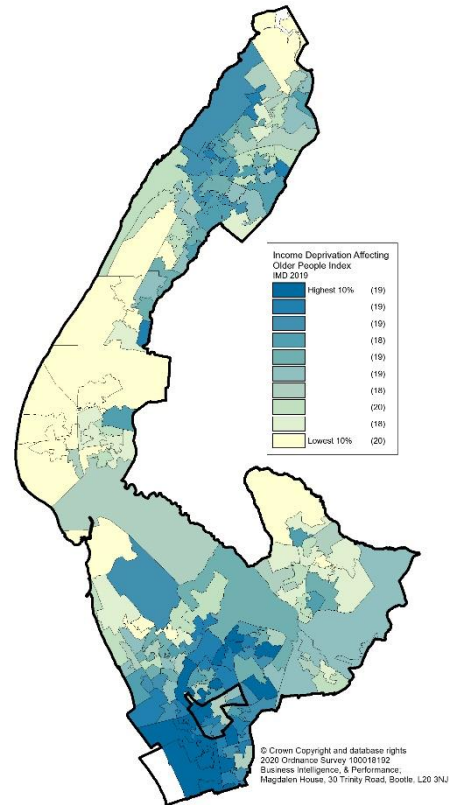 Income Deprivation Affecting
Older People Index
IMD 2019
Highest 10% (19)
(19)
(19)
(18)
(19)
(19)
(18)
(20)
(18)
Lowest 10% (20)
© Crown Copyright and database rights
2020 Ordnance Survey 100018192
Business Intelligence, & Performance,
Magdalen House, 30 Trinity Road, Bootle, L20 3NJ